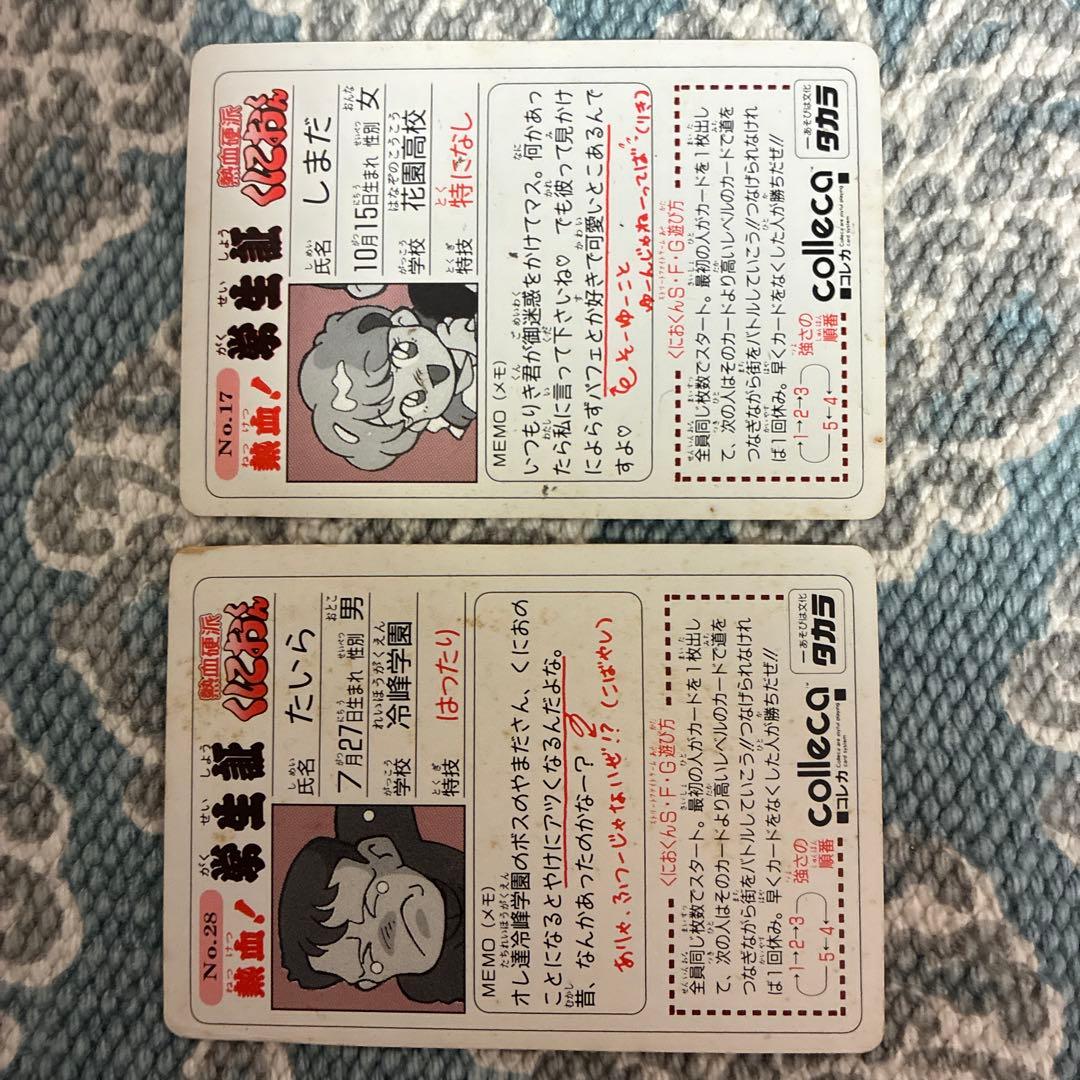 No.17
熱血!
学生証
熱血硬派
くにおくん
氏名 しまだ
10月15日生まれ 性別 女
学校 花園高校
特技 特になし
MEMO(メモ)
いつもりき君が御迷惑をかけてマス。何かあっ
たら私に言って下さいね♡ でも彼って見かけ
によらずパフェとか好きで可愛いとこあるんで
すよ♡
そーゆーこと
ゆーんじゃねーってば(りき)
くにおくんS・F・G遊び方
全員同じ枚数でスタート。最初の人がカードを1枚出し
て、次の人はそのカードより高いレベルのカードで道を
つなぎながら街をバトルしていこう//つなげられなけれ
ば1回休み。早くカードをなくした人が勝ちだぜ!!
→1→2→3
5←4←
強さの
順番
colleca™
コレカ Colleca are joyful playing card system
あそびは文化
タカラ
No.28
熱血!
学生証
熱血硬派
くにおくん
氏名 たいら
7月27日生まれ 性別 男
学校 冷峰学園
特技 はったり
MEMO(メモ)
オレ達冷峰学園のボスのやまださん、くにおの
ことになるとやけにアツくなるんだよな。
昔、なんかあったのかなー?
ありゃ、ふつーじゃないぜ!?(こばやし)
くにおくんS・F・G遊び方
全員同じ枚数でスタート。最初の人がカードを1枚出し
て、次の人はそのカードより高いレベルのカードで道を
つなぎながら街をバトルしていこう//つなげられなけれ
ば1回休み。早くカードをなくした人が勝ちだぜ!!
→1→2→3
5←4←
強さの
順番
colleca™
コレカ Colleca are joyful playing card system
あそびは文化
タカラ